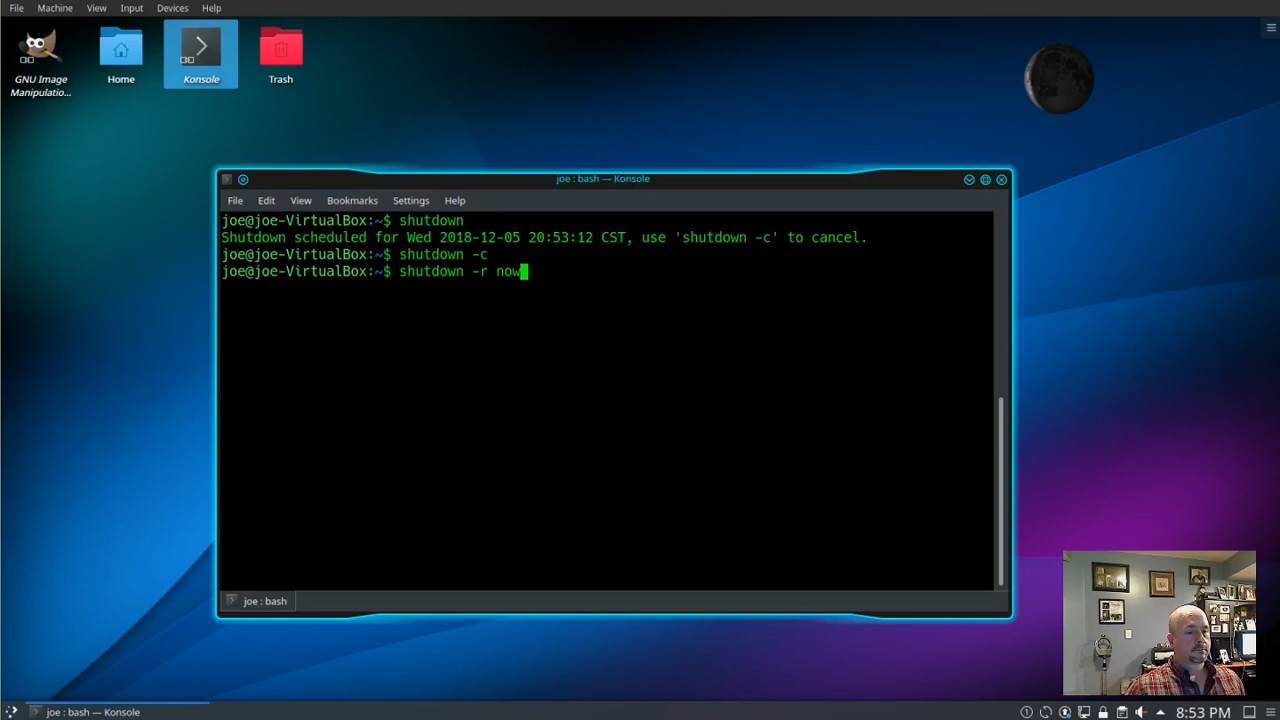 File Machine View Input Devices Help
GNU Image
Manipulatio...
Home
Konsole
Trash
joe : bash — Konsole
File Edit View Bookmarks Settings Help
joe@joe-VirtualBox:~$ shutdown
Shutdown scheduled for Wed 2018-12-05 20:53:12 CST, use 'shutdown -c' to cancel.
joe@joe-VirtualBox:~$ shutdown -c
joe@joe-VirtualBox:~$ shutdown -r now
joe : bash
joe : bash — Konsole
8:53 PM